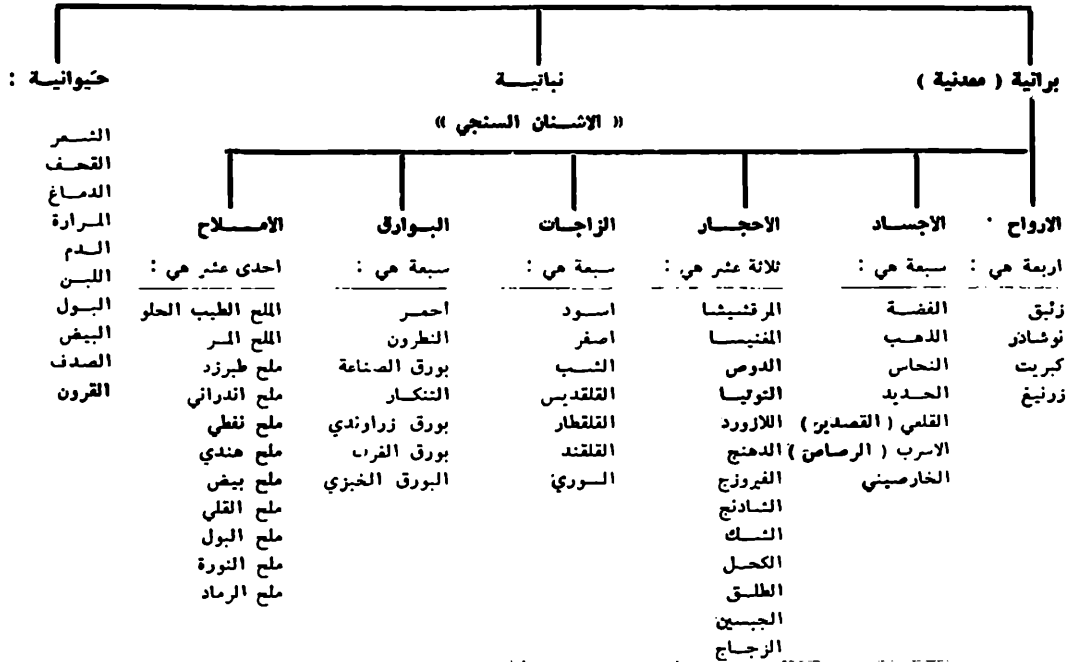 برانية ( معدنية )
نباتية
حيوانية :
« الاشنان السنجي »
الشعر
القحف
الدماغ
المرارة
الدم
اللبن
البول
البيض
الصدف
القرون
الارواح
اربعة هي :
زئبق
نوشاذر
كبريت
زرنيغ
الاجساد
سبعة هي :
الفضة
الذهب
النحاس
الحديد
القلعي ( القصدير )
الاسرب ( الرصاص )
الخارصيني
الاحجار
ثلاثة عشر هي :
المرقشيشا
المغنيسا
الدوص
التوتيا
اللازورد
الدهنج
الفيروزج
الشادنج
الشك
الكحل
الطلق
الجبسين
الزجاج
الزاجات
سبعة هي :
اسود
اصفر
الشب
القلقديس
القلقطار
القلقند
السوري
البوارق
سبعة هي :
احمر
النطرون
بورق الصناعة
التنكار
بورق زراوندي
بورق
البورق الخبزي
الاملاح
احدى عشر هي :
الملح الطيب الحلو
الملح المر
ملح طبرزد
ملح اندراني
ملح نفطي
ملح هندي
ملح بيض
ملح القلي
ملح البول
ملح النورة
ملح الرماد